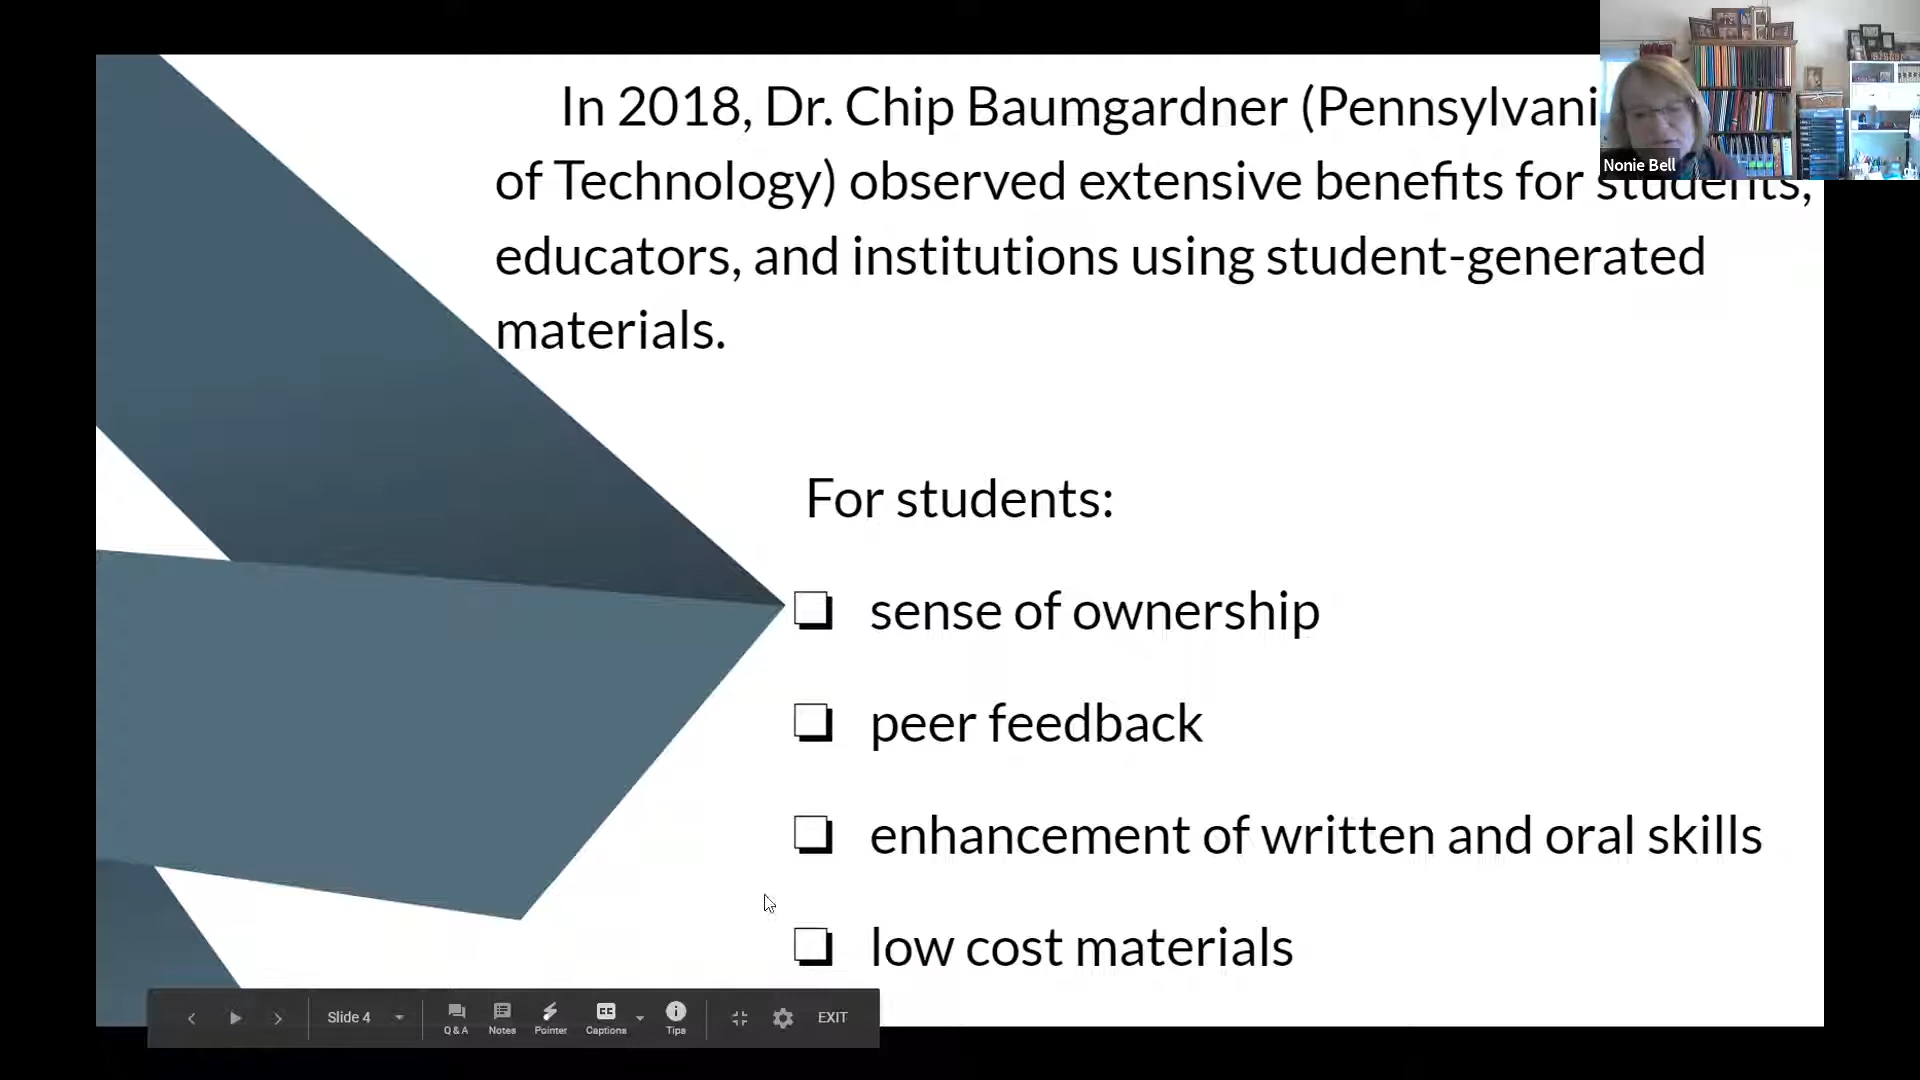 In 2018, Dr. Chip Baumgardner (Pennsylvani
of Technology) observed extensive benefits for students,
educators, and institutions using student-generated
materials.
Nonie Bell
For students:
❏ sense of ownership
❏ peer feedback
❏ enhancement of written and oral skills
❏ low cost materials
Slide 4
Q & A
Notes
Pointer
CC
Captions
Tips
EXIT